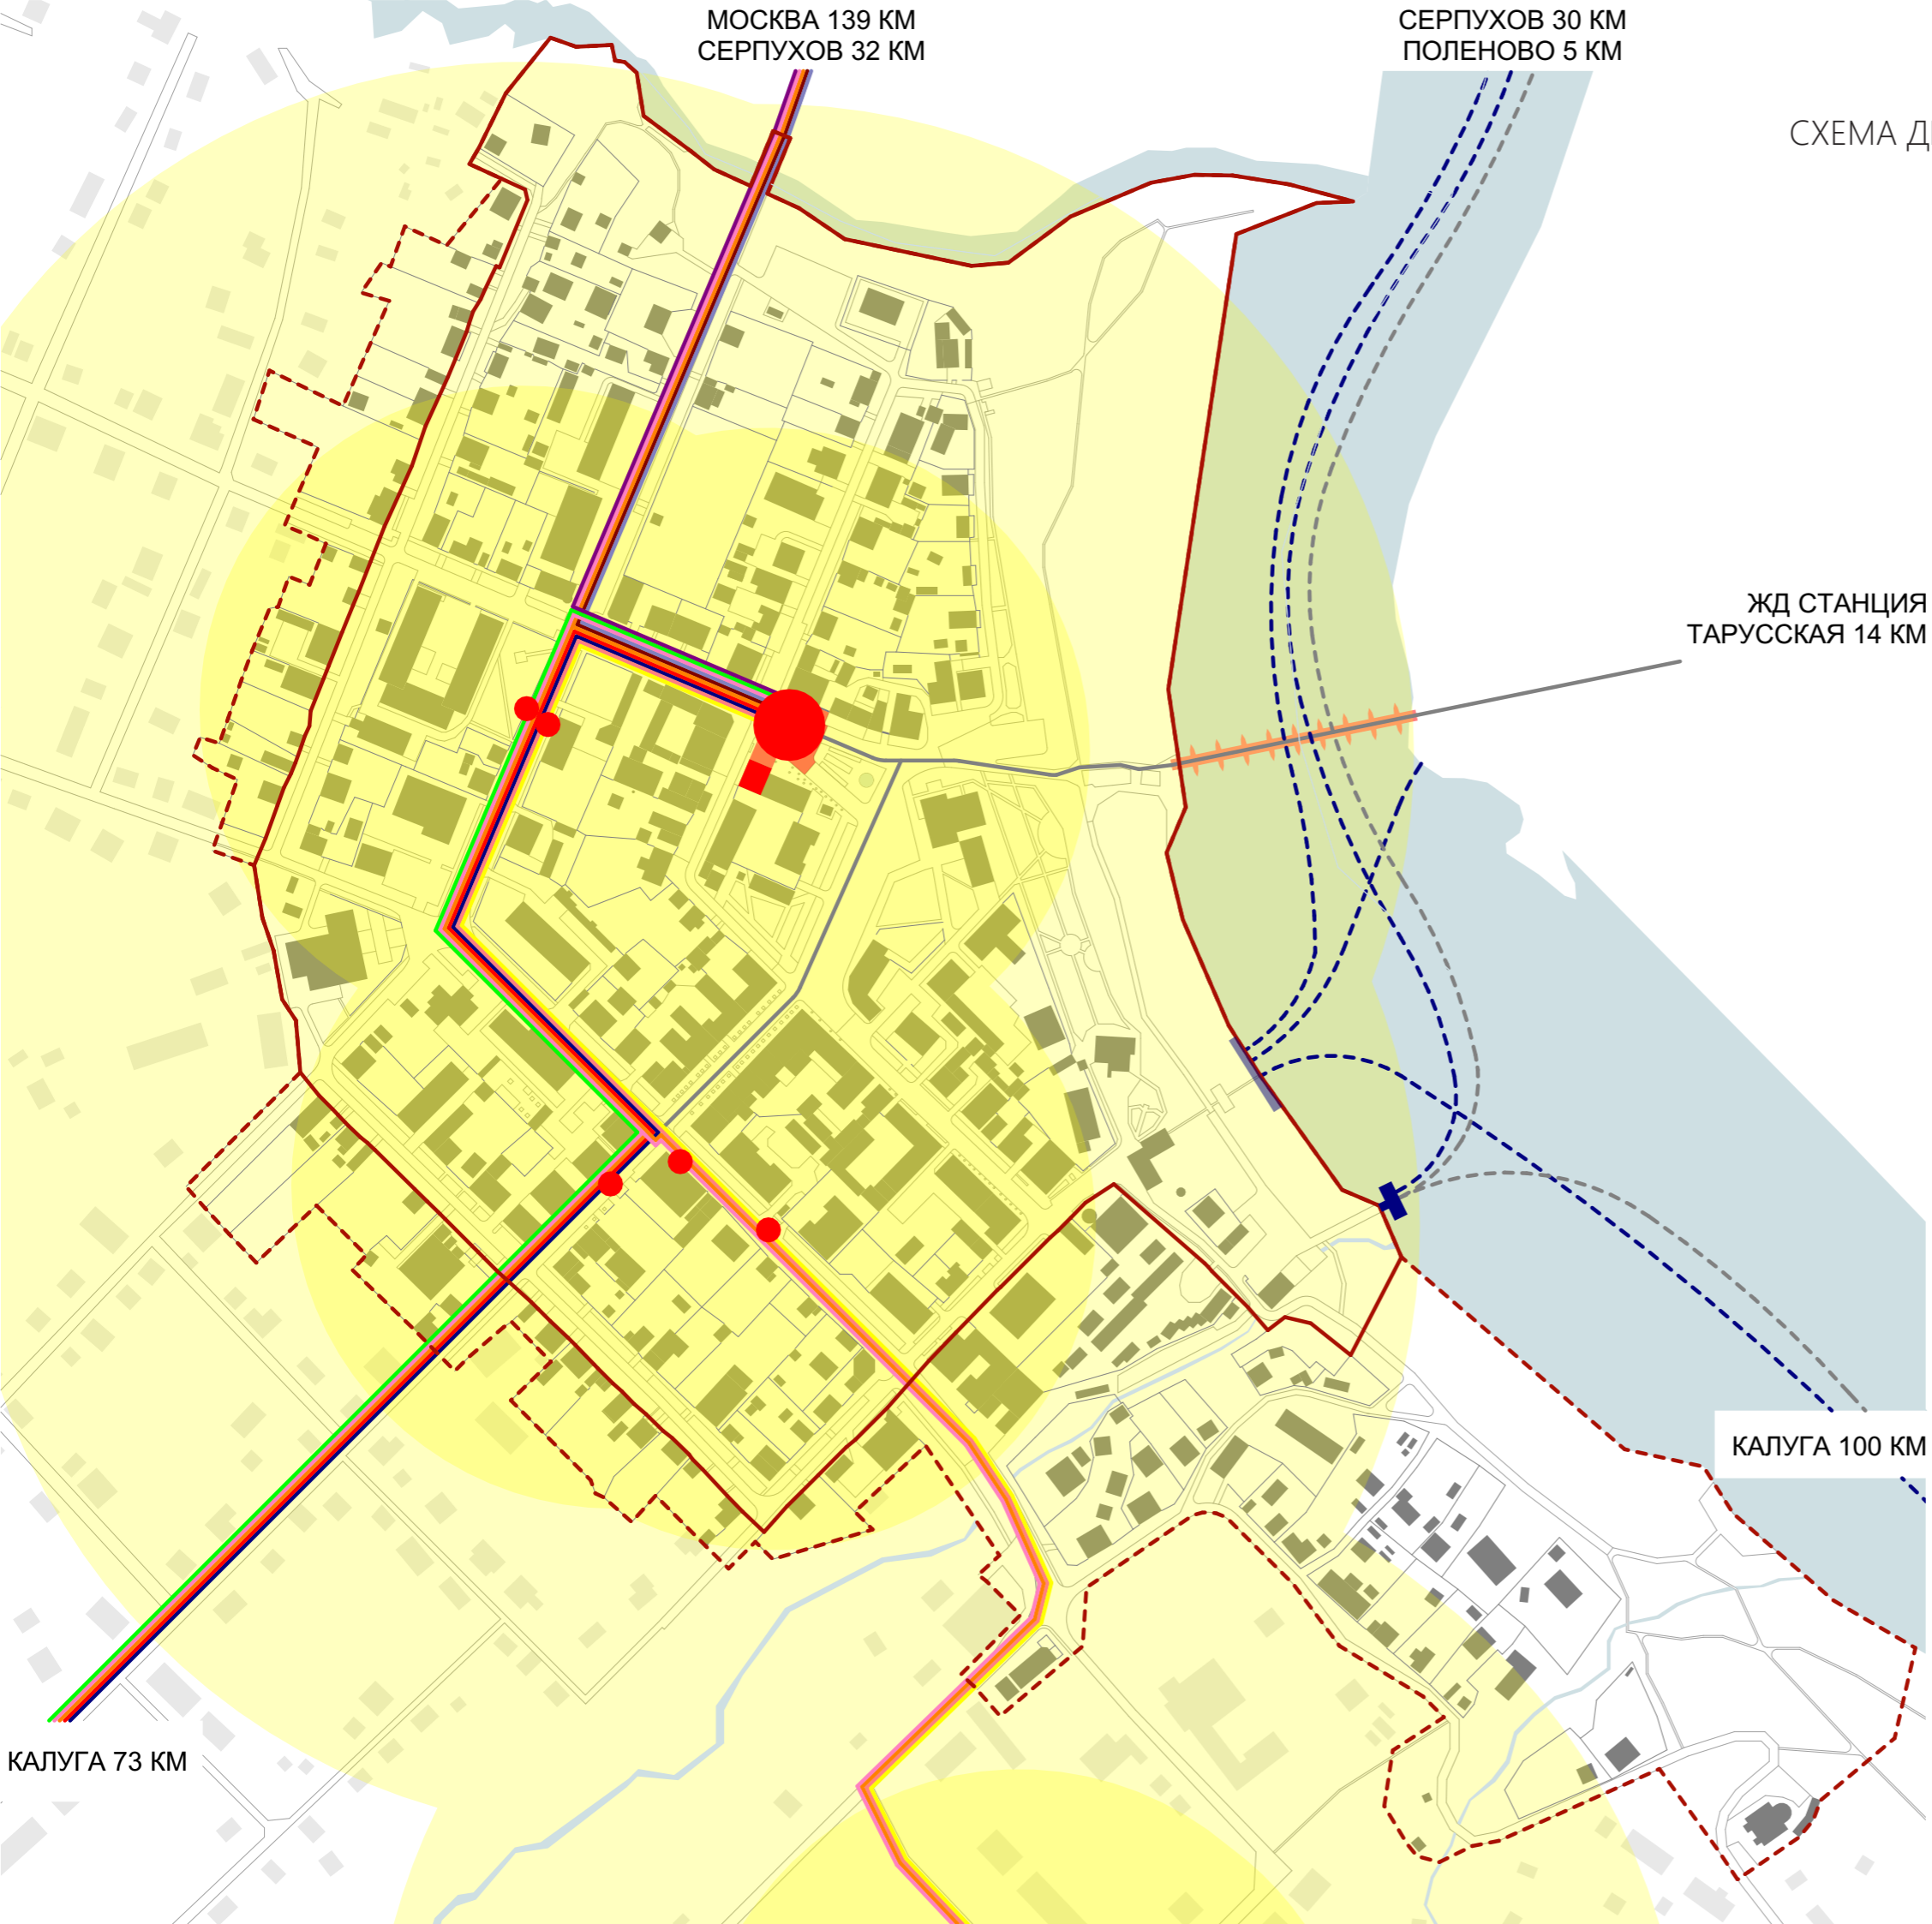 МОСКВА 139 КМ
СЕРПУХОВ 32 КМ
СЕРПУХОВ 30 КМ
ПОЛЕНОВО 5 КМ
СХЕМА
ЖД СТАНЦИЯ
ТАРУССКАЯ 14 КМ
КАЛУГА 100 КМ
КАЛУГА 73 КМ